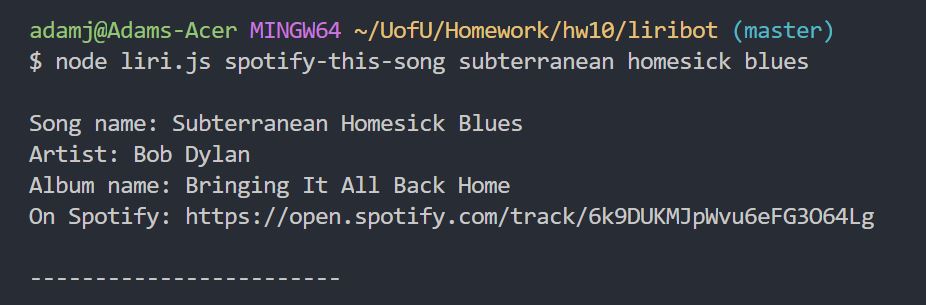 adamj@Adams-Acer MINGW64 ~/UofU/Homework/hw10/liribot (master)
$ node liri.js spotify-this-song subterranean homesick blues
Song name: Subterranean Homesick Blues
Artist: Bob Dylan
Album name: Bringing It All Back Home
On Spotify: https://open.spotify.com/track/6k9DUKMJpWvu6eFG3O64Lg
------------------------